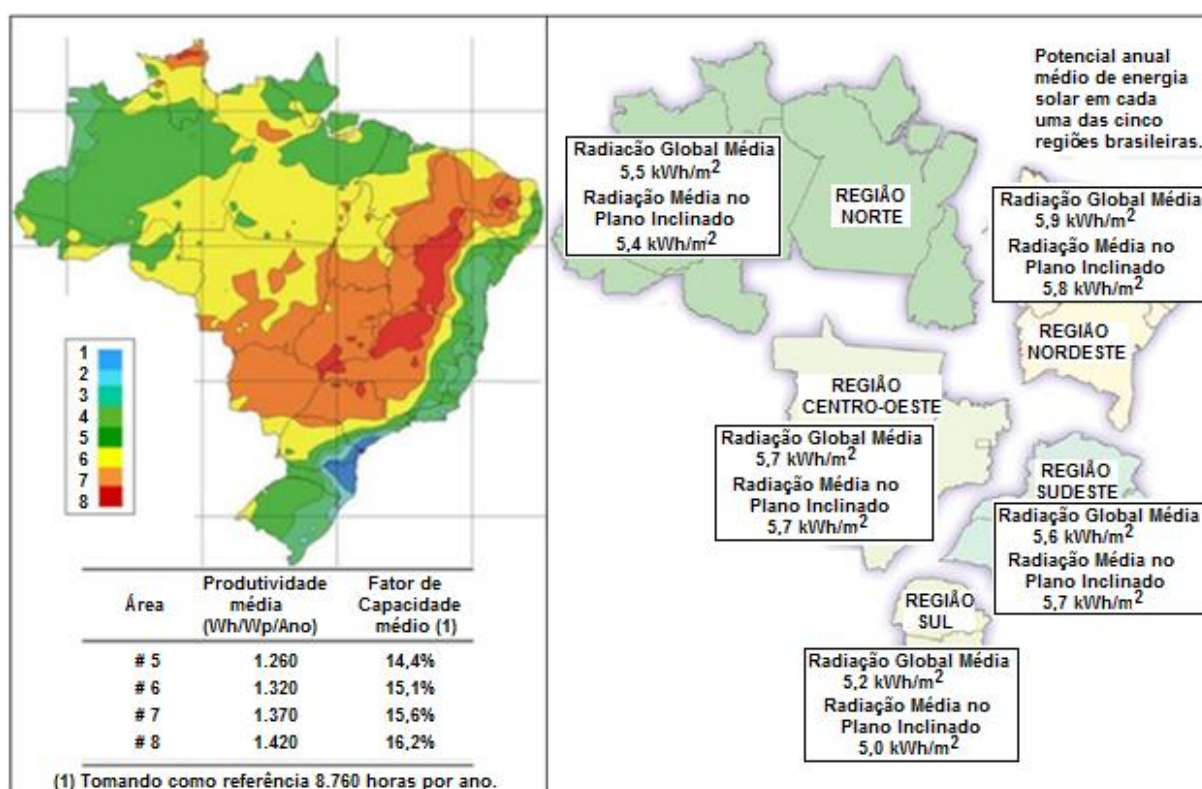 1
2
3
4
5
6
7
8
Área
Produtividade
média
(Wh/Wp/Ano)
Fator de
Capacidade
médio (1)
# 5 1.260 14,4%
# 6 1.320 15,1%
# 7 1.370 15,6%
# 8 1.420 16,2%
(1) Tomando como referência 8.760 horas por ano.
Potencial anual
médio de energia
solar em cada
uma das cinco
regiões brasileiras.
Radiacão Global Média
5,5 kWh/m²
Radiação Média no
Plano Inclinado
5,4 kWh/m²
REGIÃO
NORTE
Radiação Global Média
5,9 kWh/m²
Radiação Média no
Plano Inclinado
5,8 kWh/m²
REGIÃO
NORDESTE
REGIÃO
CENTRO-OESTE
Radiação Global Média
5,7 kWh/m²
Radiação Média no
Plano Inclinado
5,7 kWh/m²
REGIÃO
SUDESTE
Radiação Global Média
5,6 kWh/m²
Radiação Média no
Plano Inclinado
5,7 kWh/m²
REGIÃO
SUL
Radiação Global Média
5,2 kWh/m²
Radiação Média no
Plano Inclinado
5,0 kWh/m²